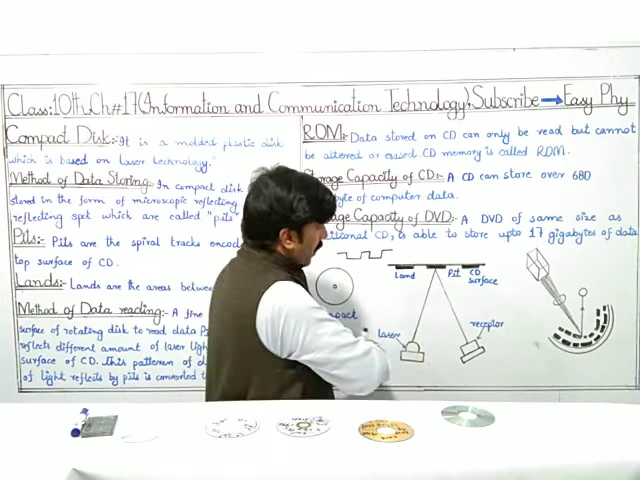 Class:10th, Ch#17(Information and Communication Technology), Subscribe → Easy Phy
Compact Disk:- It is a molded plastic disk
which is based on laser technology."
Method of Data Storing:- In compact disk
stored in the form of microscopic reflecting
reflecting spot which are called "pits"
Pits:- Pits are the spiral tracks encod
top surface of CD.
Lands:- Lands are the areas between
Method of Data reading:- A fine
surface of rotating disk to read data
reflects different amount of laser light
surface of CD. This pattern of
of light reflects by pits is converted t
ROM:- Data stored on CD can only be read but cannot
be altered or erased. CD memory is called ROM.
Storage Capacity of CD:- A CD can store over 680
byte of computer data.
age Capacity of DVD:- A DVD of same size as
itional CD, is able to store upto 17 gigabytes of data.
Land
Pit
CD
surface
mpact
laser
receptor